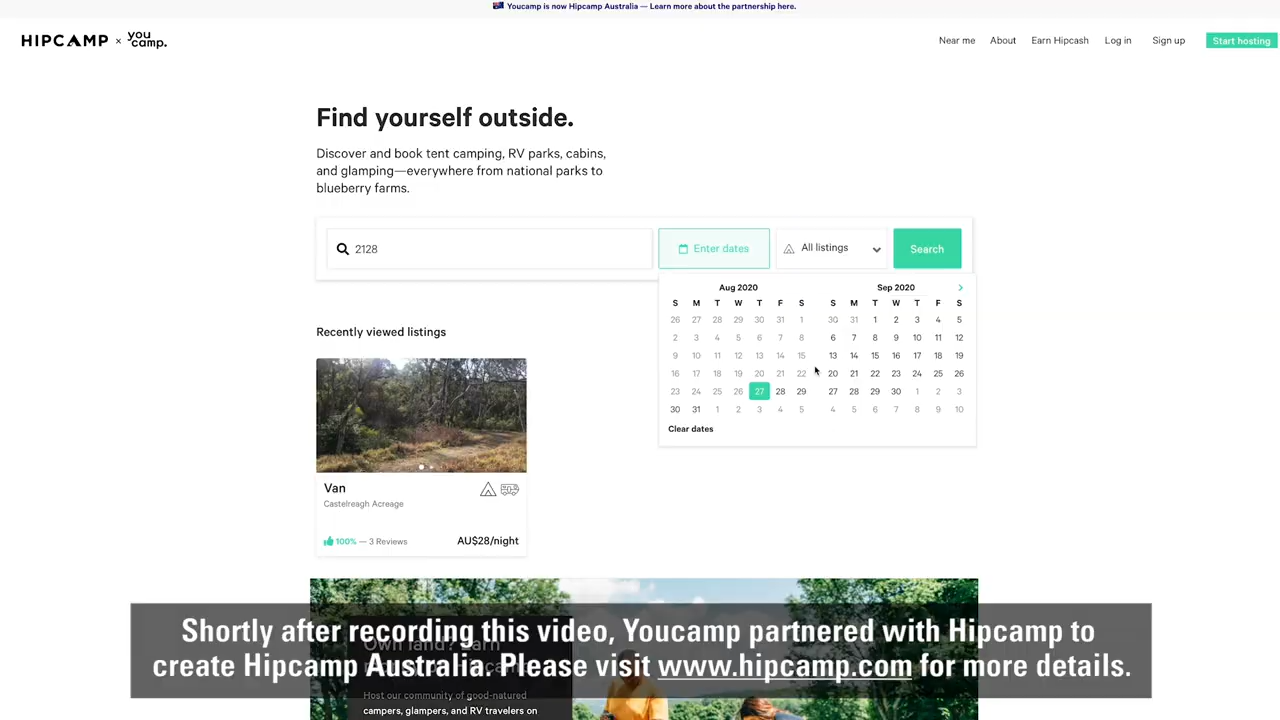 Youcamp is now Hipcamp Australia — Learn more about the partnership here.
HIPCAMP × you camp.
Near me About Earn Hipcash Log in Sign up Start hosting
Find yourself outside.
Discover and book tent camping, RV parks, cabins,
and glamping—everywhere from national parks to
blueberry farms.
2128 Enter dates All listings Search
Aug 2020 Sep 2020
S M T W T F S S M T W T F S
26 27 28 29 30 31 1 30 31 1 2 3 4 5
2 3 4 5 6 7 8 6 7 8 9 10 11 12
9 10 11 12 13 14 15 13 14 15 16 17 18 19
16 17 18 19 20 21 22 20 21 22 23 24 25 26
23 24 25 26 27 28 29 27 28 29 30 1 2 3
30 31 1 2 3 4 5 4 5 6 7 8 9 10
Clear dates
Recently viewed listings
Van
Castelreagh Acreage
100% — 3 Reviews AU$28/night
Shortly after recording this video, Youcamp partnered with Hipcamp to
create Hipcamp Australia. Please visit www.hipcamp.com for more details.
Own land? Earn
Host our community of good-natured
campers, glampers, and RV travelers on